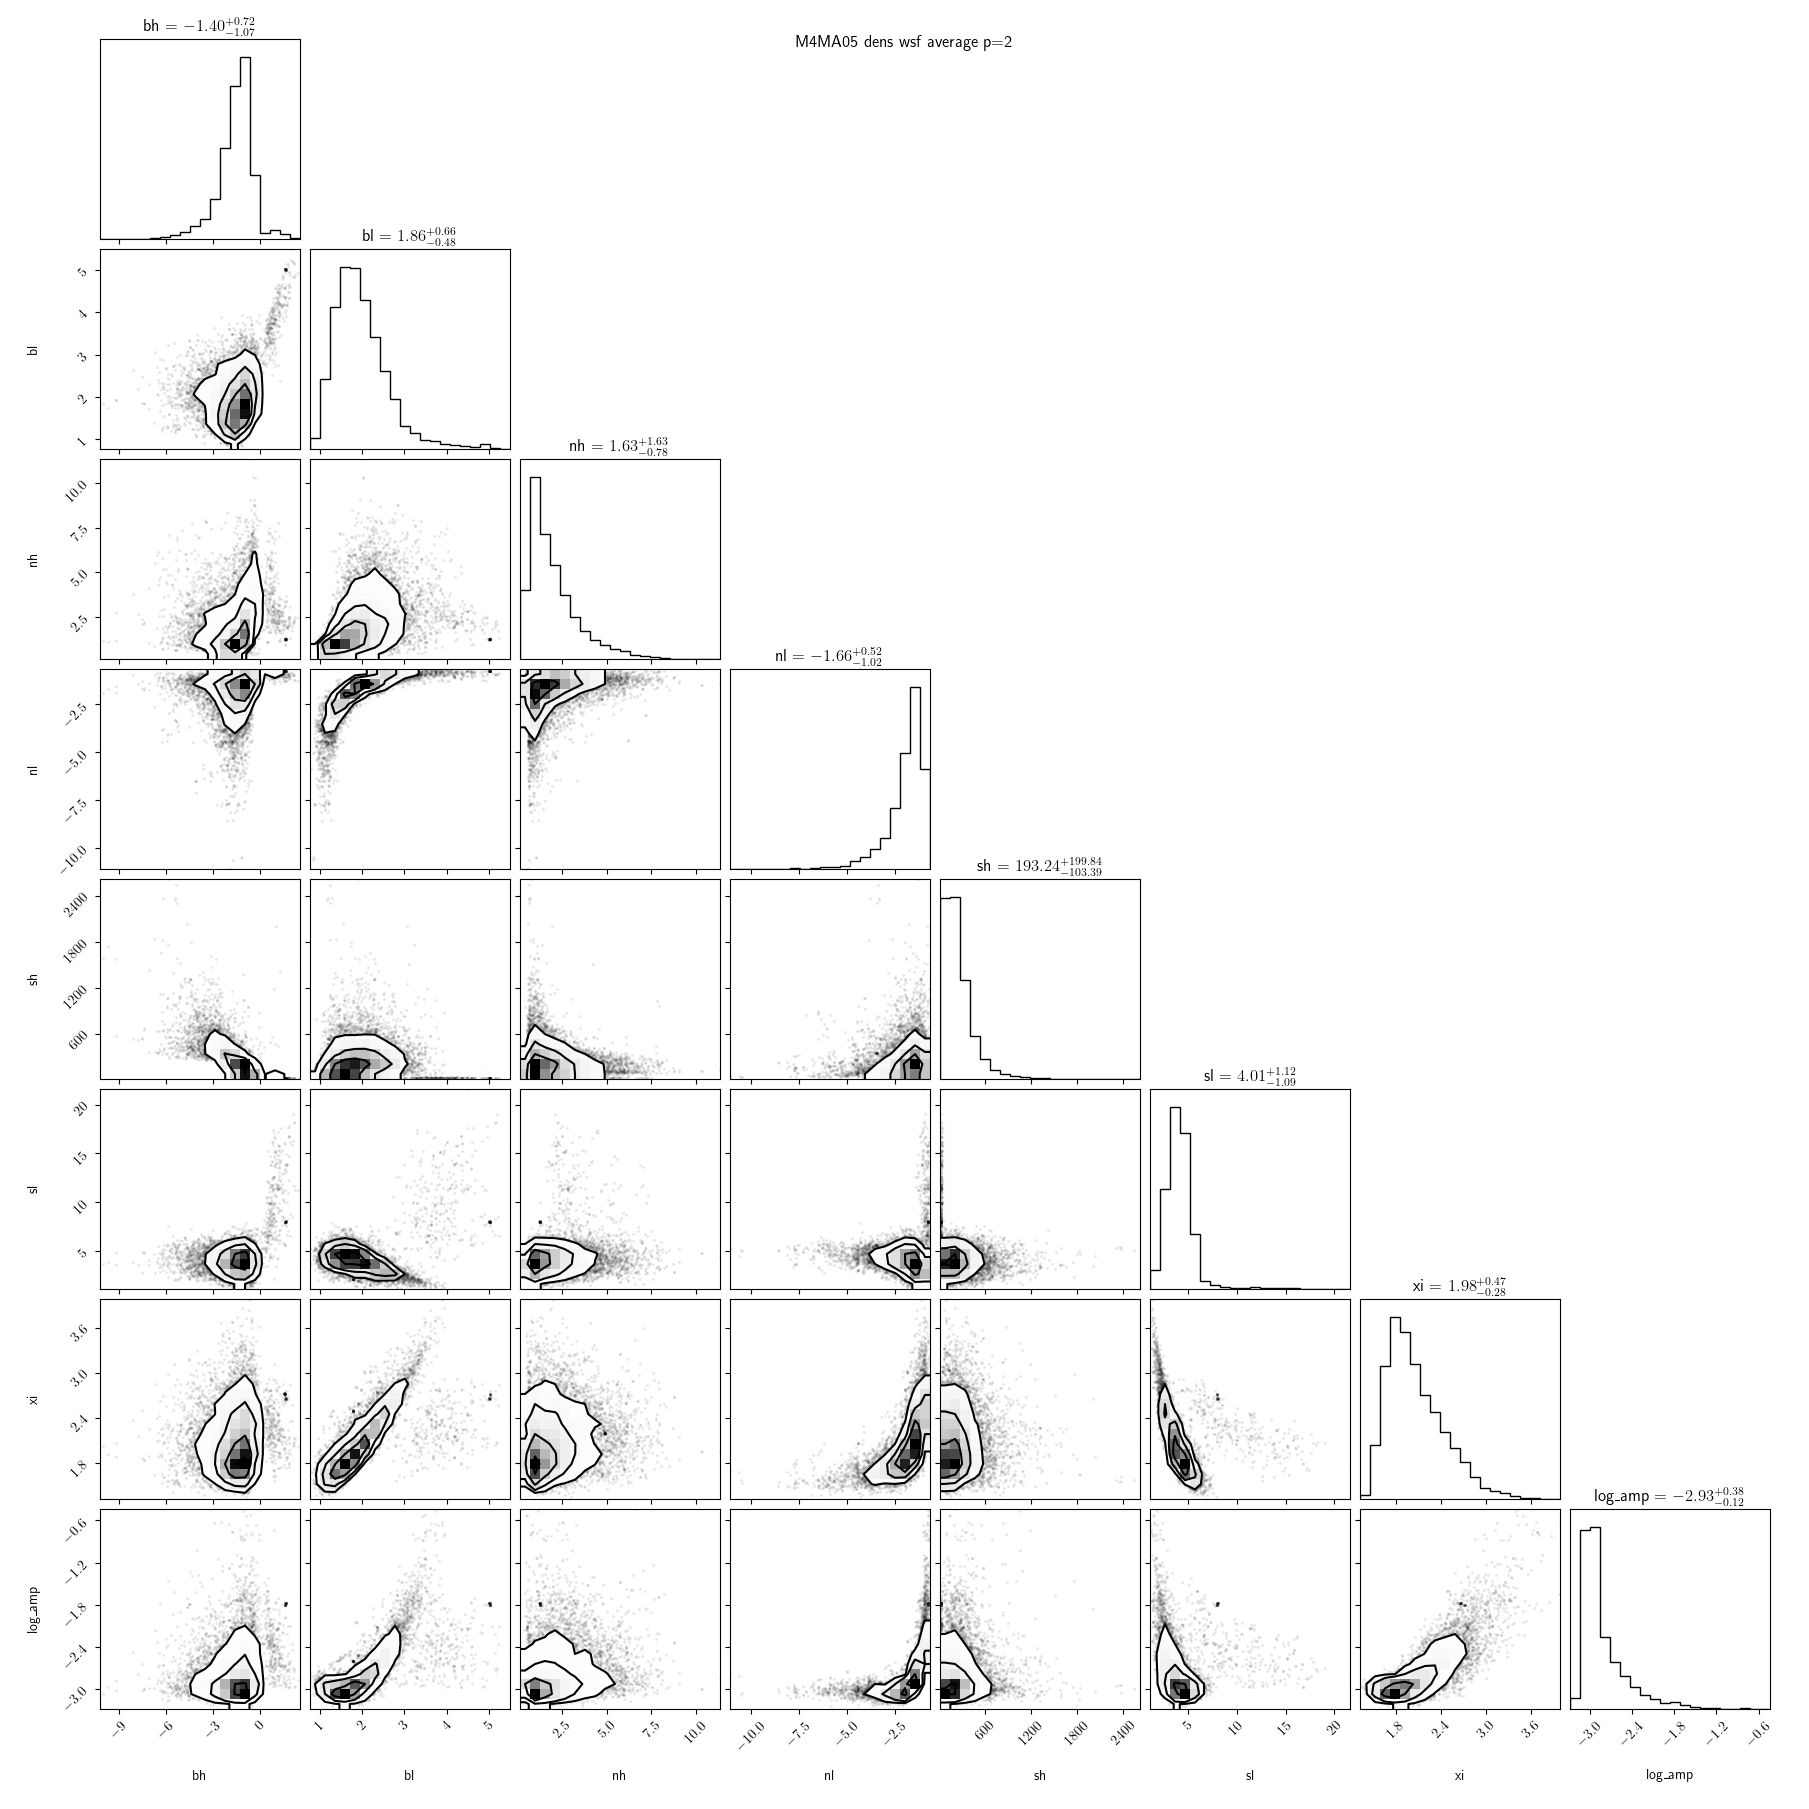 bh = −1.40+0.72−1.07
M4MA05 dens wsf average p=2
bl = 1.86+0.66−0.48
5
4
3
2
1
bl
nh = 1.63+1.63−0.78
10.0
7.5
5.0
2.5
nh
nl = −1.66+0.52−1.02
−2.5
−5.0
−7.5
−10.0
nl
sh = 193.24+199.84−103.39
2400
1800
1200
600
sh
sl = 4.01+1.12−1.09
20
15
10
5
sl
xi = 1.98+0.47−0.28
3.6
3.0
2.4
1.8
xi
log_amp = −2.93+0.38−0.12
−0.6
−1.2
−1.8
−2.4
−3.0
log_amp
−9 −6 −3 0 1 2 3 4 5 2.5 5.0 7.5 10.0 −10.0 −7.5 −5.0 −2.5 600 1200 1800 2400 5 10 15 20 1.8 2.4 3.0 3.6 −3.0 −2.4 −1.8 −1.2 −0.6
bh bl nh nl sh sl xi log_amp